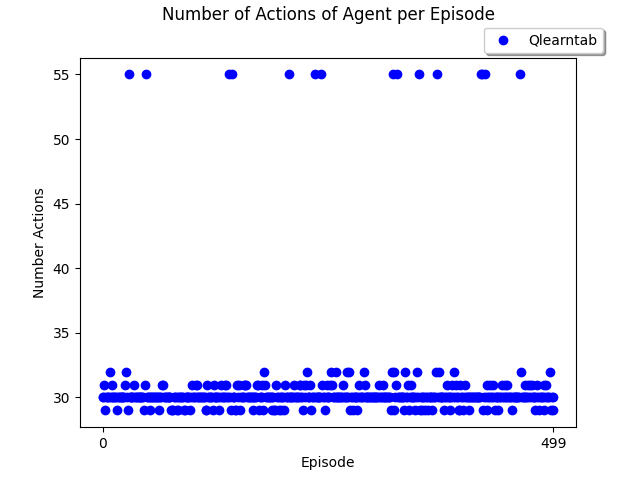 Number of Actions of Agent per Episode
Qlearntab
55
50
45
40
35
30
Number Actions
0
499
Episode